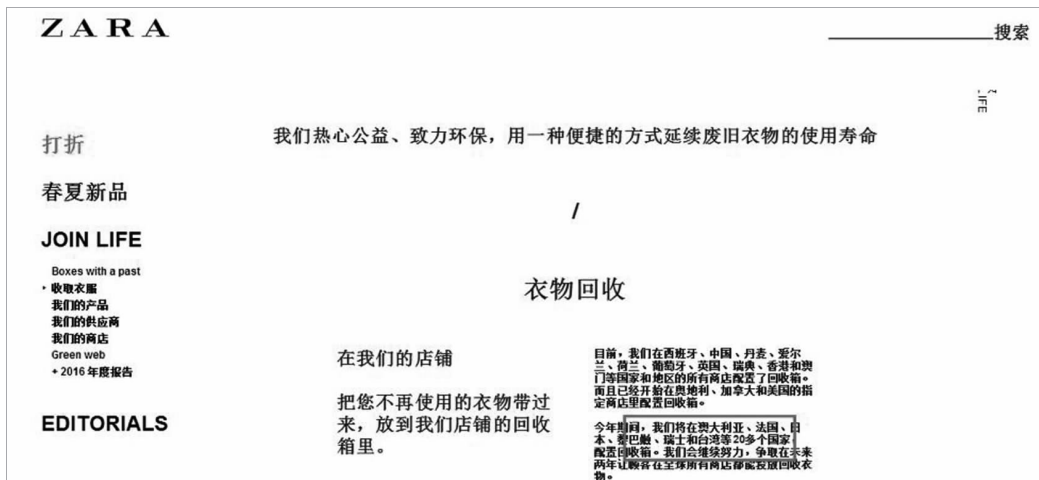 ZARA
搜索
LIFE
打折
春夏新品
JOIN LIFE
Boxes with a past
收取衣服
我们的产品
我们的供应商
我们的商店
Green web
+ 2016 年度报告
EDITORIALS
我们热心公益、致力环保，用一种便捷的方式延续废旧衣物的使用寿命
/
衣物回收
在我们的店铺
把您不再使用的衣物带过
来，放到我们店铺的回收
箱里。
目前，我们在西班牙、中国、丹麦、爱尔
兰、荷兰、葡萄牙、英国、瑞典、香港和澳
门等国家和地区的所有商店配置了回收箱。
而且已经开始在奥地利、加拿大和美国的指
定商店里配置回收箱。
今年期间，我们将在澳大利亚、法国、日
本、黎巴嫩、瑞士和台湾等20多个国家
配置回收箱。我们会继续努力，争取在未来
两年让顾客在全球所有商店都能投放回收衣
物。